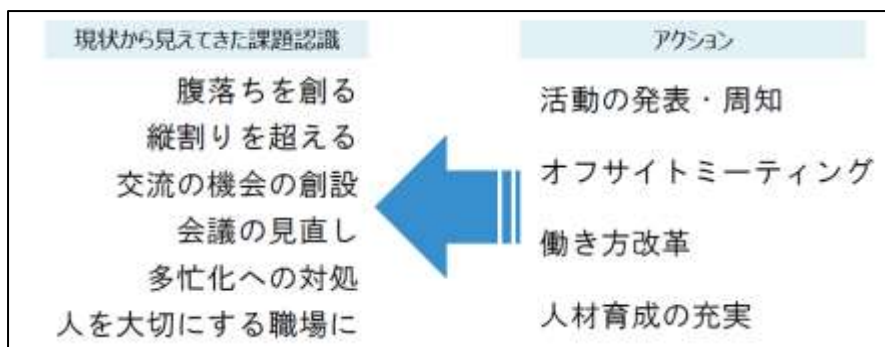 現状から見えてきた課題認識
腹落ちを創る
縦割りを超える
交流の機会の創設
会議の見直し
多忙化への対処
人を大切にする職場に
アクション
活動の発表・周知
オフサイトミーティング
働き方改革
人材育成の充実